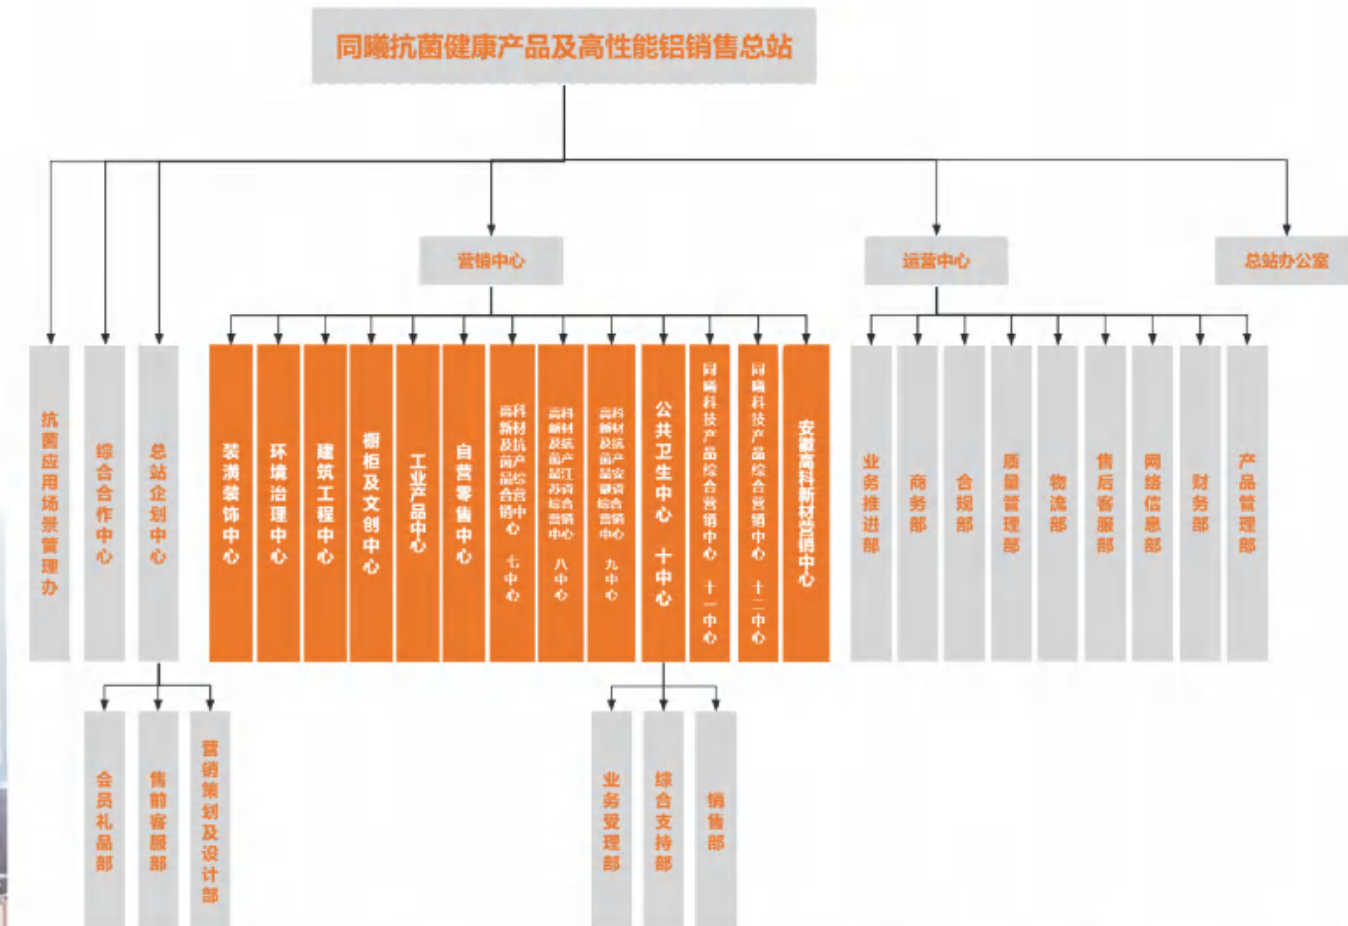 同曦抗菌健康产品及高性能铝销售总站
营销中心
运营中心
总站办公室
抗菌应用场景管理办
综合合作中心
总站企划中心
装潢装饰中心
环境治理中心
建筑工程中心
橱柜及文创中心
工业产品中心
自营零售中心
高科新材及抗菌产品综合营销中心 七中心
高科新材及抗菌产品江苏综合营销中心 八中心
高科新材及抗菌产品安徽综合营销中心 九中心
公共卫生中心 十中心
同曦科技产品综合营销中心 十一中心
同曦科技产品综合营销中心 十二中心
安徽高科新材营销中心
业务推进部
商务部
合规部
质量管理部
物流部
售后客服部
网络信息部
财务部
产品管理部
会员礼品部
售前客服部
营销策划及设计部
业务受理部
综合支持部
销售部